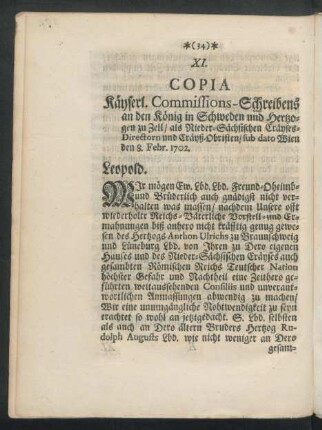 *(34)*
XI.
COPIA
Käyserl. Commissions-Schreibens
an den König in Schweden und Hertzo-
gen zu Zell/ als Nieder-Sächsischen Cräyses-
Directorn und Cräyß-Obristen/ sub dato Wien
den 8. Febr. 1702.
Leopold.
WIr mögen Ew. Lbd. Lbd. Freund-Oheimb-
und Brüderlich auch gnädigst nicht ver-
halten was massen/ nachdem Unsere offt
wiederholte Reichs-Väterliche Vorstell- und Er-
mahnungen biß anhero nicht kräfftig genug gewe-
sen des Hertzogs Anthon Ulrichs zu Braunschweig
und Lüneburg Lbd. von Ihren zu Dero eigenen
Hauses und des Nieder-Sächsischen Cräyses auch
gesambten Römischen Reichs Teutscher Nation
höchster Gefahr und Nachtheil eine Zeithero ge-
führten weitaussehenden Consiliis und unverant-
wortlichen Anmassungen abwendig zu machen/
Wir eine unumgängliche Nohtwendigkeit zu seyn
erachtet so wohl an jetzgedacht. S. Lbd. selbsten
als auch an Dero ältern Bruders Hertzog Ru-
dolph Augusts Lbd. wie nicht weniger an Dero
gesam-